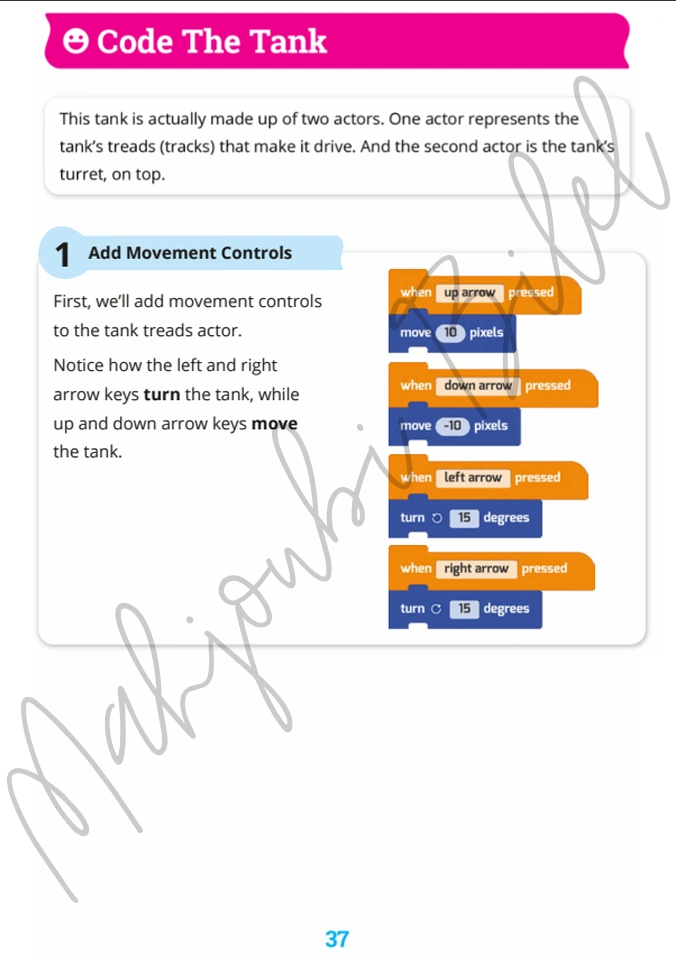 Code The Tank
This tank is actually made up of two actors. One actor represents the
tank's treads (tracks) that make it drive. And the second actor is the tank's
turret, on top.
1 Add Movement Controls
First, we'll add movement controls
to the tank treads actor.
Notice how the left and right
arrow keys turn the tank, while
up and down arrow keys move
the tank.
when up arrow pressed
move 10 pixels
when down arrow pressed
move -10 pixels
when left arrow pressed
turn 15 degrees
when right arrow pressed
turn 15 degrees
Mahjoubi Bilel
37